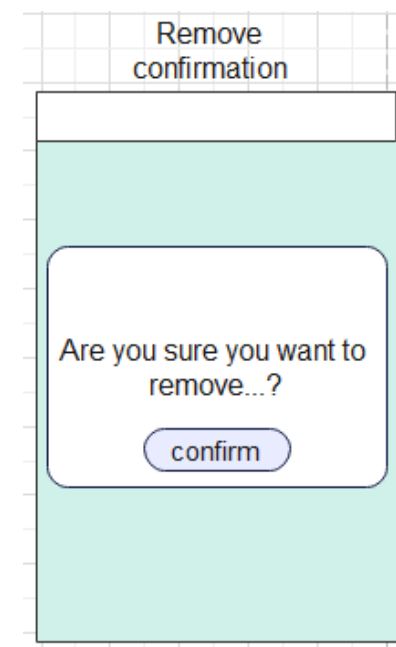 Remove
confirmation
Are you sure you want to
remove...?
confirm